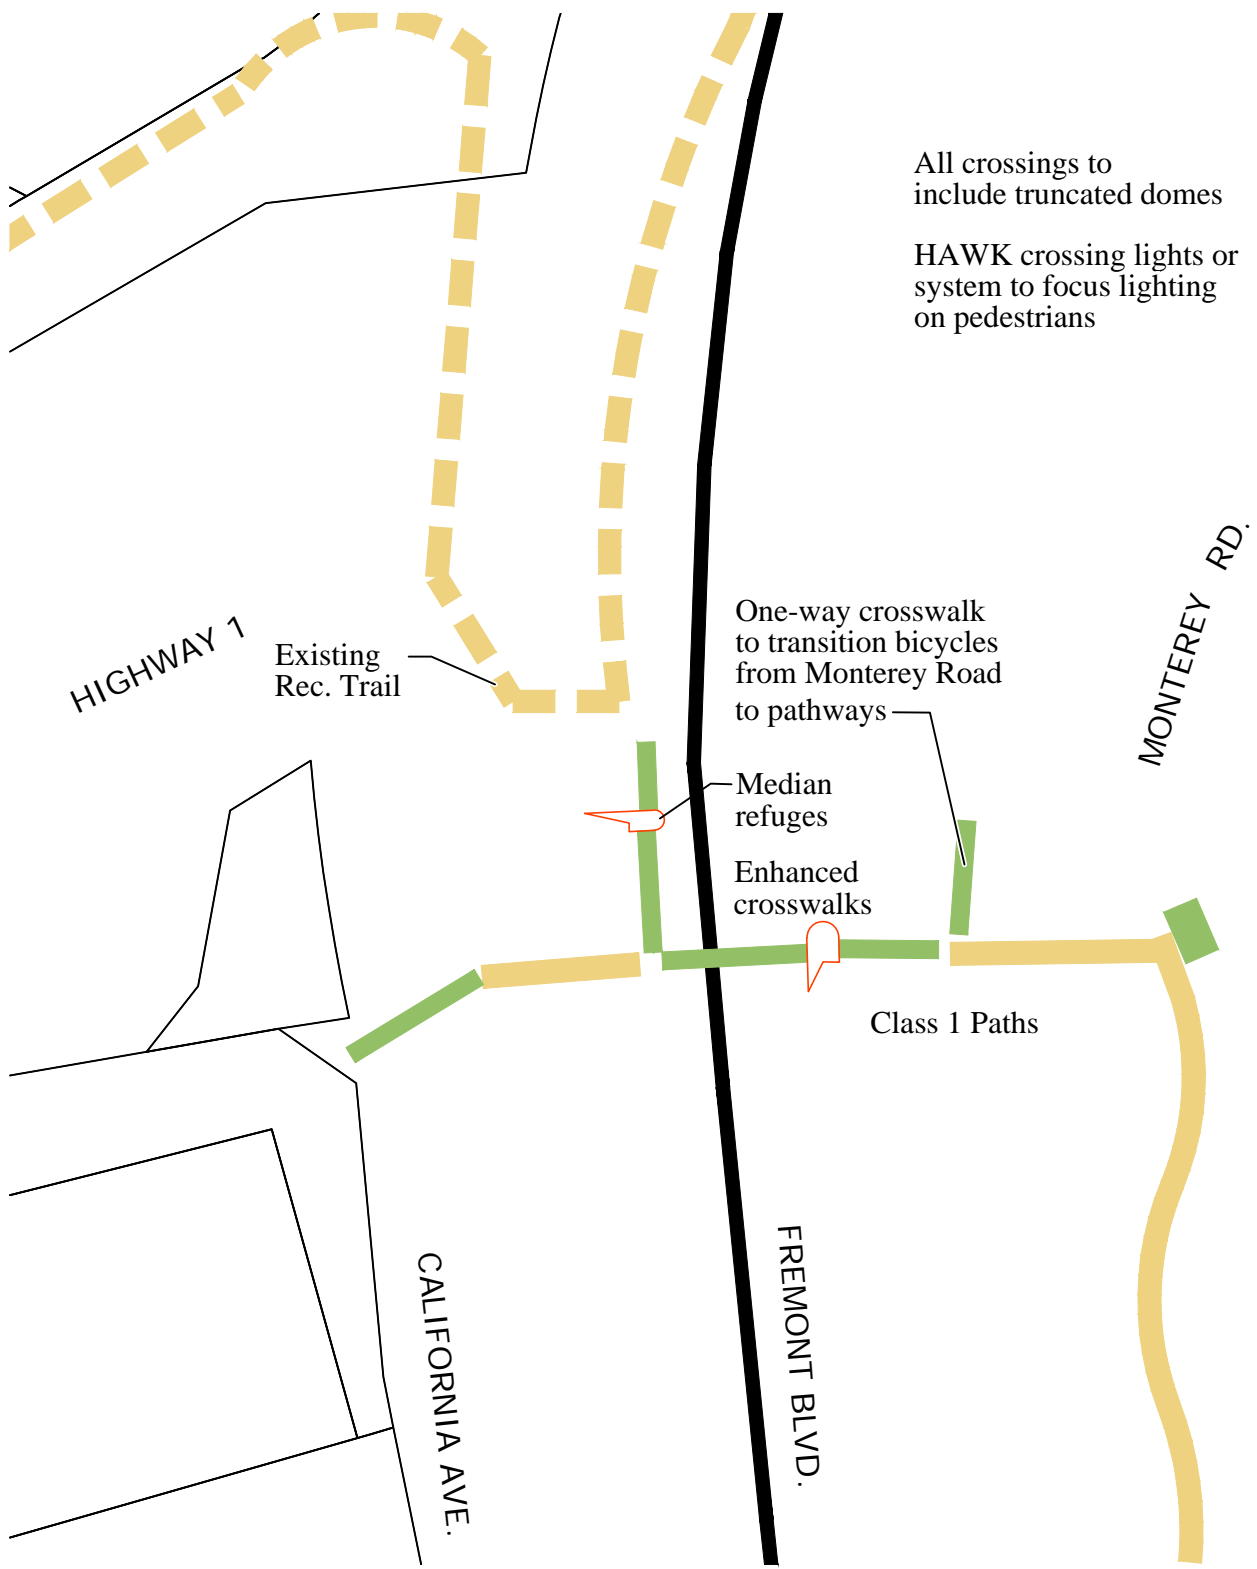 All crossings to
include truncated domes
HAWK crossing lights or
system to focus lighting
on pedestrians
MONTEREY RD.
One-way crosswalk
to transition bicycles
from Monterey Road
to pathways
HIGHWAY 1
Existing
Rec. Trail
Median
refuges
Enhanced
crosswalks
Class 1 Paths
CALIFORNIA AVE.
FREMONT BLVD.